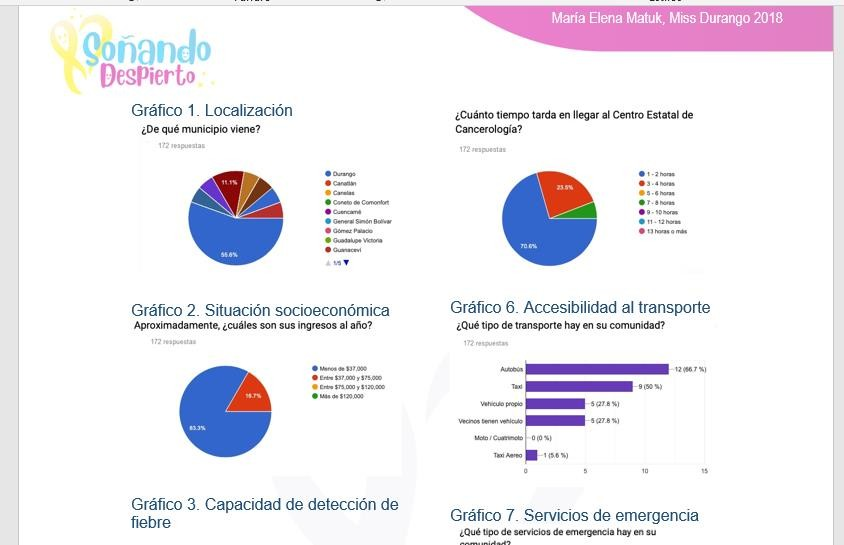 María Elena Matuk, Miss Durango 2018
Soñando
Despierto
Gráfico 1. Localización
¿De qué municipio viene?
172 respuestas
11.1%
55.6%
Durango
Canatlán
Canelas
Coneto de Comonfort
Cuencamé
General Simón Bolívar
Gómez Palacio
Guadalupe Victoria
Guanaceví
1/5
¿Cuánto tiempo tarda en llegar al Centro Estatal de
Cancerología?
172 respuestas
23.5%
70.6%
1 - 2 horas
3 - 4 horas
5 - 6 horas
7 - 8 horas
9 - 10 horas
11 - 12 horas
13 horas o más
Gráfico 2. Situación socioeconómica
Aproximadamente, ¿cuáles son sus ingresos al año?
172 respuestas
16.7%
83.3%
Menos de $37,000
Entre $37,000 y $75,000
Entre $75,000 y $120,000
Más de $120,000
Gráfico 6. Accesibilidad al transporte
¿Qué tipo de transporte hay en su comunidad?
172 respuestas
Autobús 12 (66.7 %)
Taxi 9 (50 %)
Vehículo propio 5 (27.8 %)
Vecinos tienen vehículo 5 (27.8 %)
Moto / Cuatrimoto 0 (0 %)
Taxi Aereo 1 (5.6 %)
0 5 10 15
Gráfico 3. Capacidad de detección de
fiebre
Gráfico 7. Servicios de emergencia
¿Qué tipo de servicios de emergencia hay en su
comunidad?